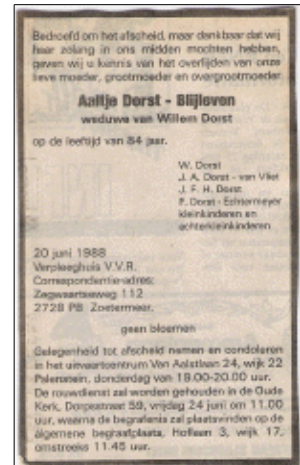 Bedroefd om het afscheid, maar dankbaar dat wij
haar zolang in ons midden mochten hebben,
geven wij u kennis van het overlijden van onze
lieve moeder, grootmoeder en overgrootmoeder
Aaltje Dorst - Blijleven
weduwe van Willem Dorst
op de leeftijd van 84 jaar.
W. Dorst
J. A. Dorst - van Vliet
J. F. H. Dorst
F. Dorst - Echtermeyer
kleinkinderen en
achterkleinkinderen
20 juni 1988
Verpleeghuis V.V.R.
Correspondentie-adres:
Zegwaartseweg 112
2728 PB Zoetermeer.
geen bloemen
Gelegenheid tot afscheid nemen en condoleren
in het uitvaartcentrum Van Aalstlaan 24, wijk 22
Palenstein, donderdag van 19.00-20.00 uur.
De rouwdienst zal worden gehouden in de Oude
Kerk, Dorpsstraat 59, vrijdag 24 juni om 11.00
uur, waarna de begrafenis zal plaatsvinden op de
algemene begraafplaats, Hoflaan 3, wijk 17,
omstreeks 11.45 uur.